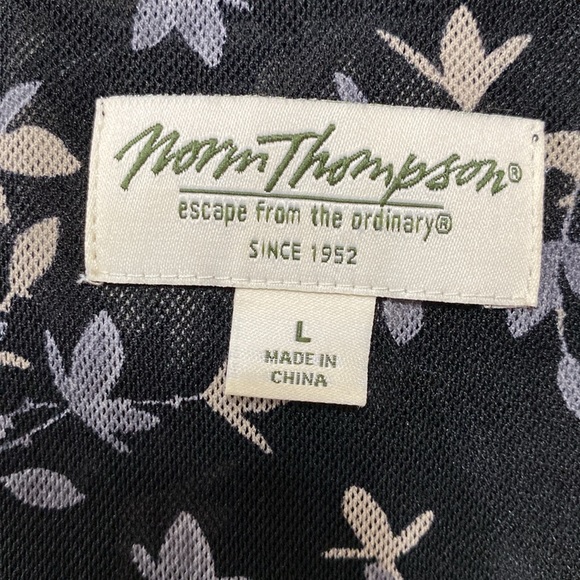 Norm Thompson®
escape from the ordinary®
SINCE 1952
L
MADE IN
CHINA